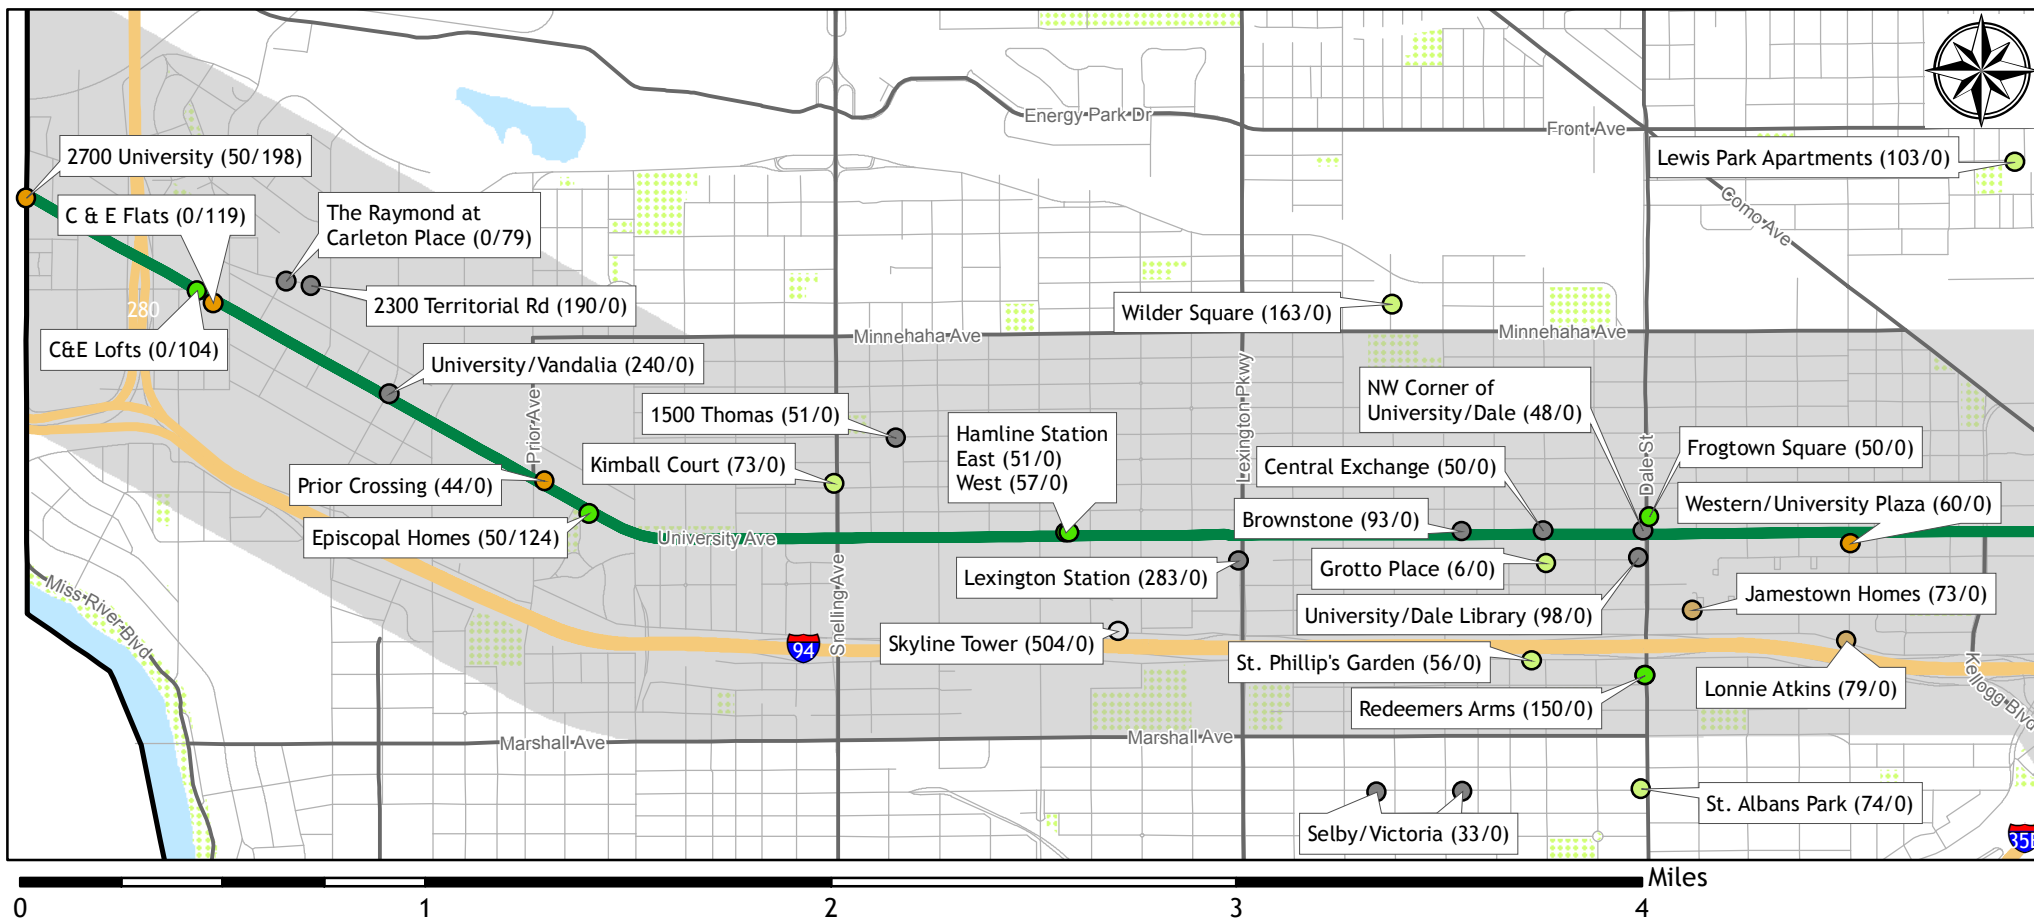 Energy Park Dr
Front Ave
2700 University (50/198)
Lewis Park Apartments (103/0)
C & E Flats (0/119)
The Raymond at
Carleton Place (0/79)
Como Ave
280
2300 Territorial Rd (190/0)
Wilder Square (163/0)
Minnehaha Ave
Minnehaha Ave
C&E Lofts (0/104)
University/Vandalia (240/0)
Prior Ave
Lexington Pkwy
NW Corner of
University/Dale (48/0)
1500 Thomas (51/0)
Hamline Station
East (51/0)
West (57/0)
Dale St
Frogtown Square (50/0)
Kimball Court (73/0)
Central Exchange (50/0)
Prior Crossing (44/0)
Western/University Plaza (60/0)
Brownstone (93/0)
Episcopal Homes (50/124)
University Ave
Grotto Place (6/0)
Lexington Station (283/0)
Snelling Ave
Miss River Blvd
University/Dale Library (98/0)
Jamestown Homes (73/0)
94
Skyline Tower (504/0)
St. Phillip's Garden (56/0)
Kellogg Blvd
Lonnie Atkins (79/0)
Redeemers Arms (150/0)
Marshall Ave
Marshall Ave
St. Albans Park (74/0)
Selby/Victoria (33/0)
35E
Miles
0
1
2
3
4